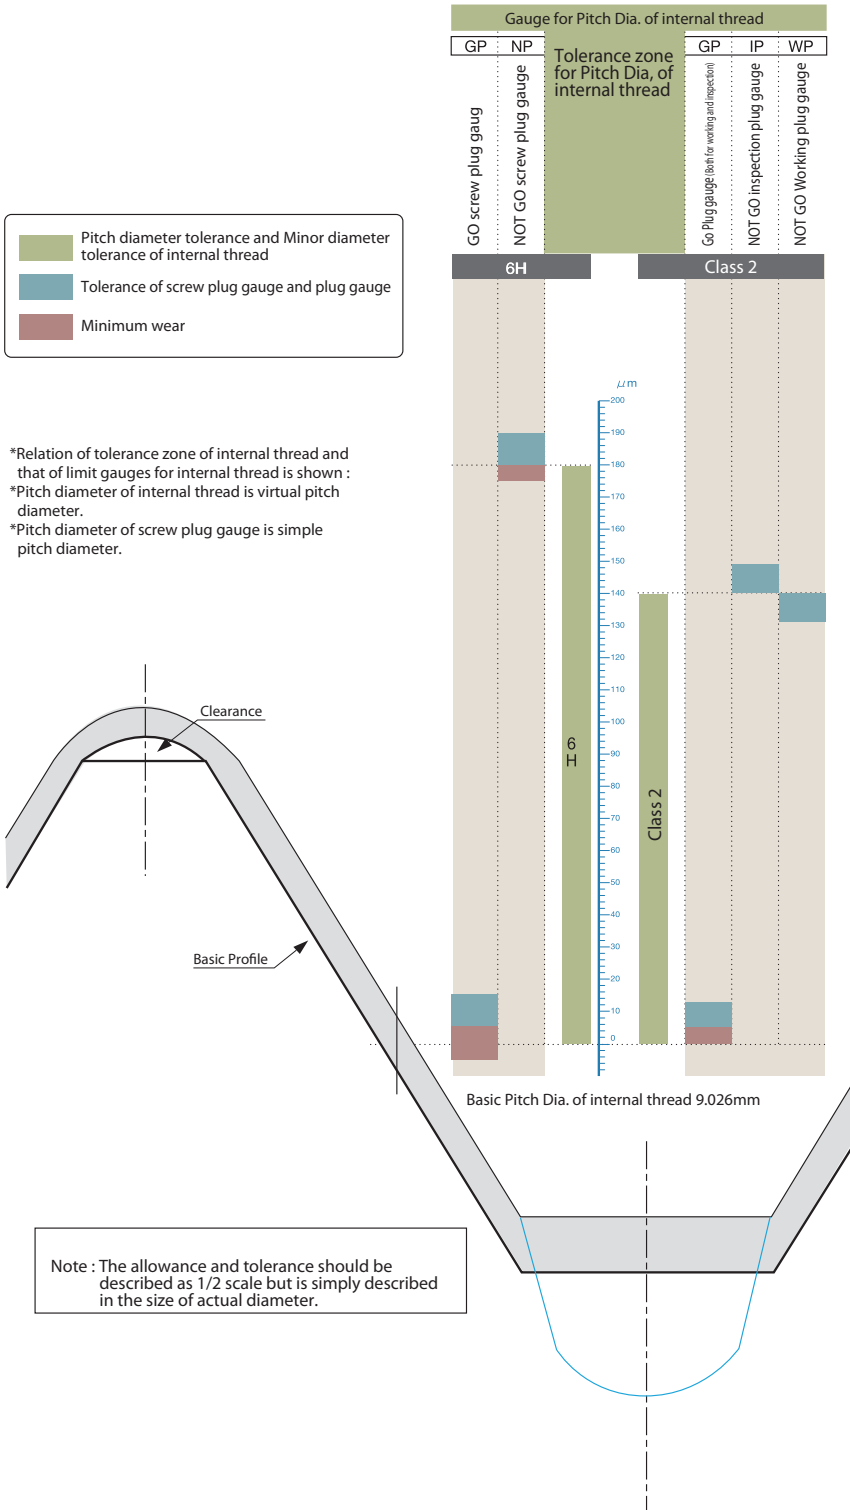 Gauge for Pitch Dia. of internal thread
GP
NP
Tolerance zone
for Pitch Dia, of
internal thread
GP
IP
WP
GO screw plug gaug
NOT GO screw plug gauge
Go Plug gauge (Both for working and inspection)
NOT GO inspection plug gauge
NOT GO Working plug gauge
6H
Class 2
Pitch diameter tolerance and Minor diameter
tolerance of internal thread
Tolerance of screw plug gauge and plug gauge
Minimum wear
μm
200
190
180
170
160
150
140
130
120
110
100
90
80
70
60
50
40
30
20
10
0
*Relation of tolerance zone of internal thread and
that of limit gauges for internal thread is shown :
*Pitch diameter of internal thread is virtual pitch
diameter.
*Pitch diameter of screw plug gauge is simple
pitch diameter.
6
H
Class 2
Clearance
Basic Profile
Basic Pitch Dia. of internal thread 9.026mm
Note : The allowance and tolerance should be
described as 1/2 scale but is simply described
in the size of actual diameter.